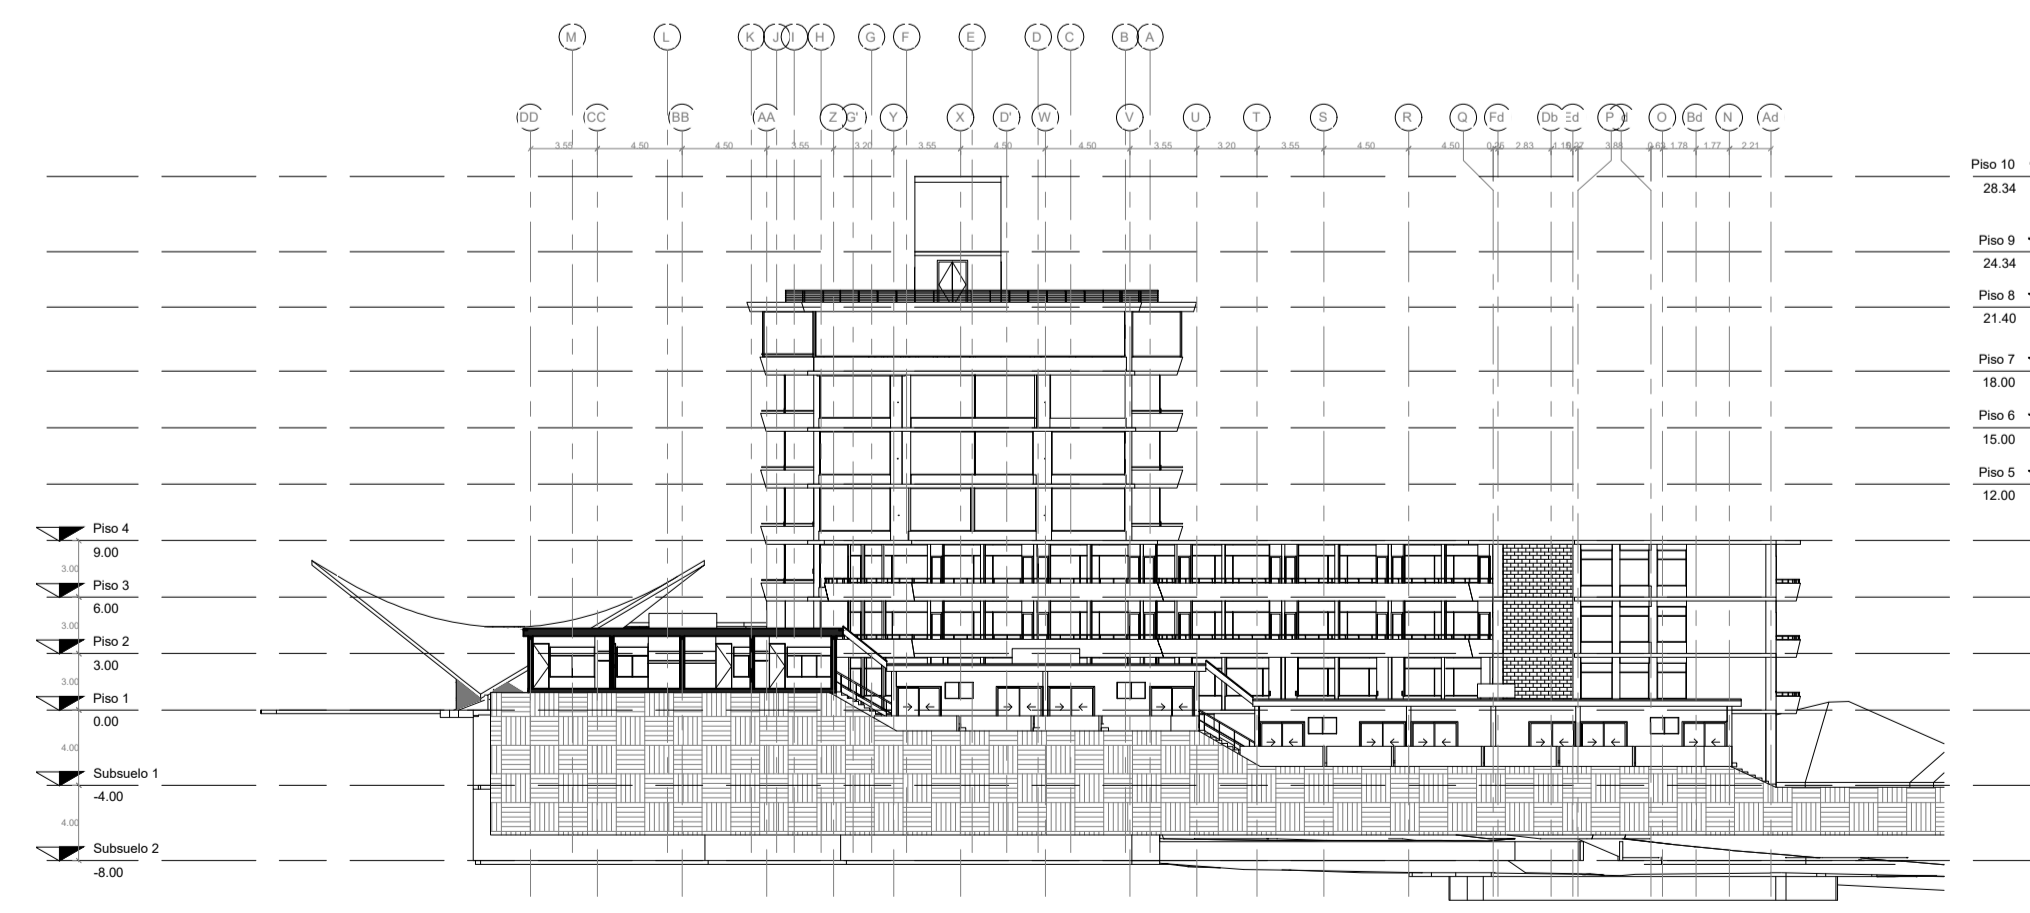 M L K J I H G F E D C B A
DD CC BB AA Z G' Y X D' W V U T S R Q Fd Db Ed P O Bd N Ad
3.55 4.50 4.50 3.55 3.20 3.55 4.50 4.50 3.55 3.20 3.55 4.50 4.50 2.83 3.88 1.78 1.77 2.21
Piso 10
28.34
Piso 9
24.34
Piso 8
21.40
Piso 7
18.00
Piso 6
15.00
Piso 5
12.00
Piso 4
9.00
3.00
Piso 3
6.00
3.00
Piso 2
3.00
3.00
Piso 1
0.00
4.00
Subsuelo 1
-4.00
4.00
Subsuelo 2
-8.00